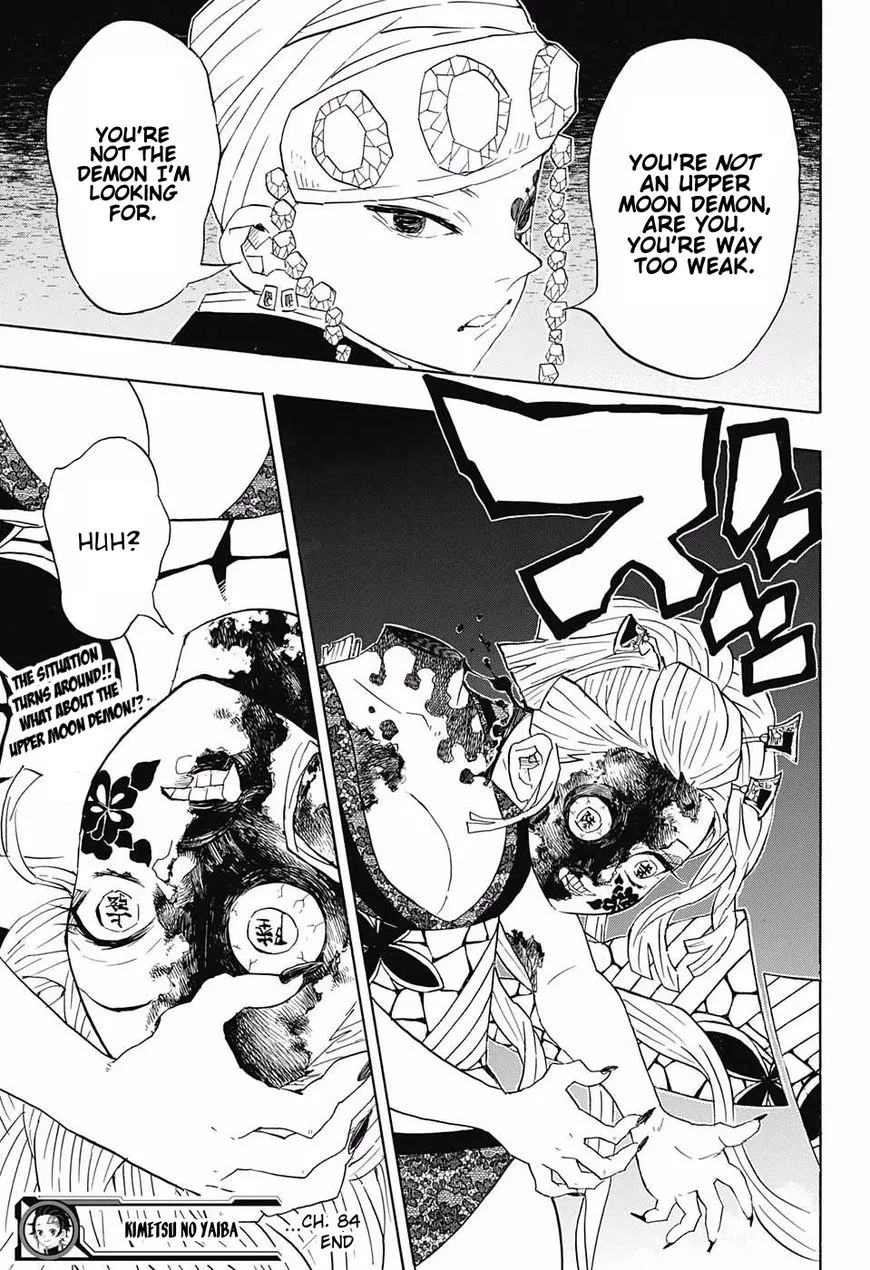 YOU'RE NOT
AN UPPER
MOON DEMON,
ARE YOU.
YOU'RE WAY
TOO WEAK.
YOU'RE
NOT THE
DEMON I'M
LOOKING
FOR.
ズッ
HUH?
THE SITUATION
TURNS AROUND!!
WHAT ABOUT THE
UPPER MOON DEMON!?
KIMETSU NO YAIBA
...CH. 84
END